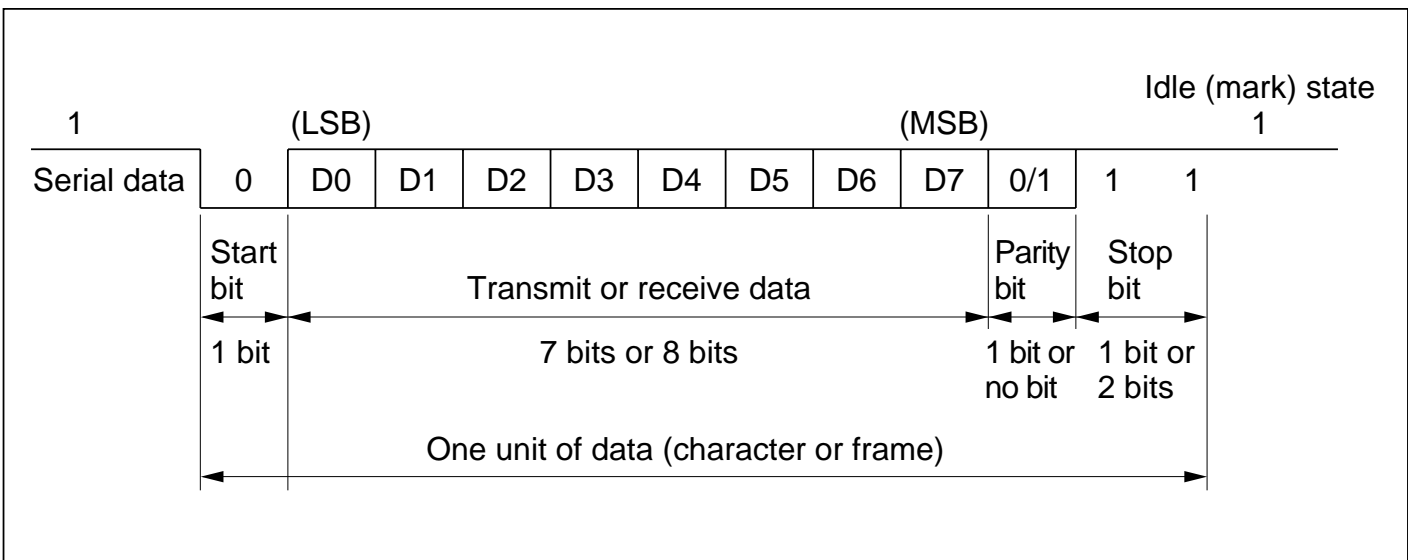 Idle (mark) state
1 (LSB) (MSB) 1
Serial data 0 D0 D1 D2 D3 D4 D5 D6 D7 0/1 1 1
Start Parity Stop
bit Transmit or receive data bit bit
1 bit 7 bits or 8 bits 1 bit or 1 bit or
no bit 2 bits
One unit of data (character or frame)